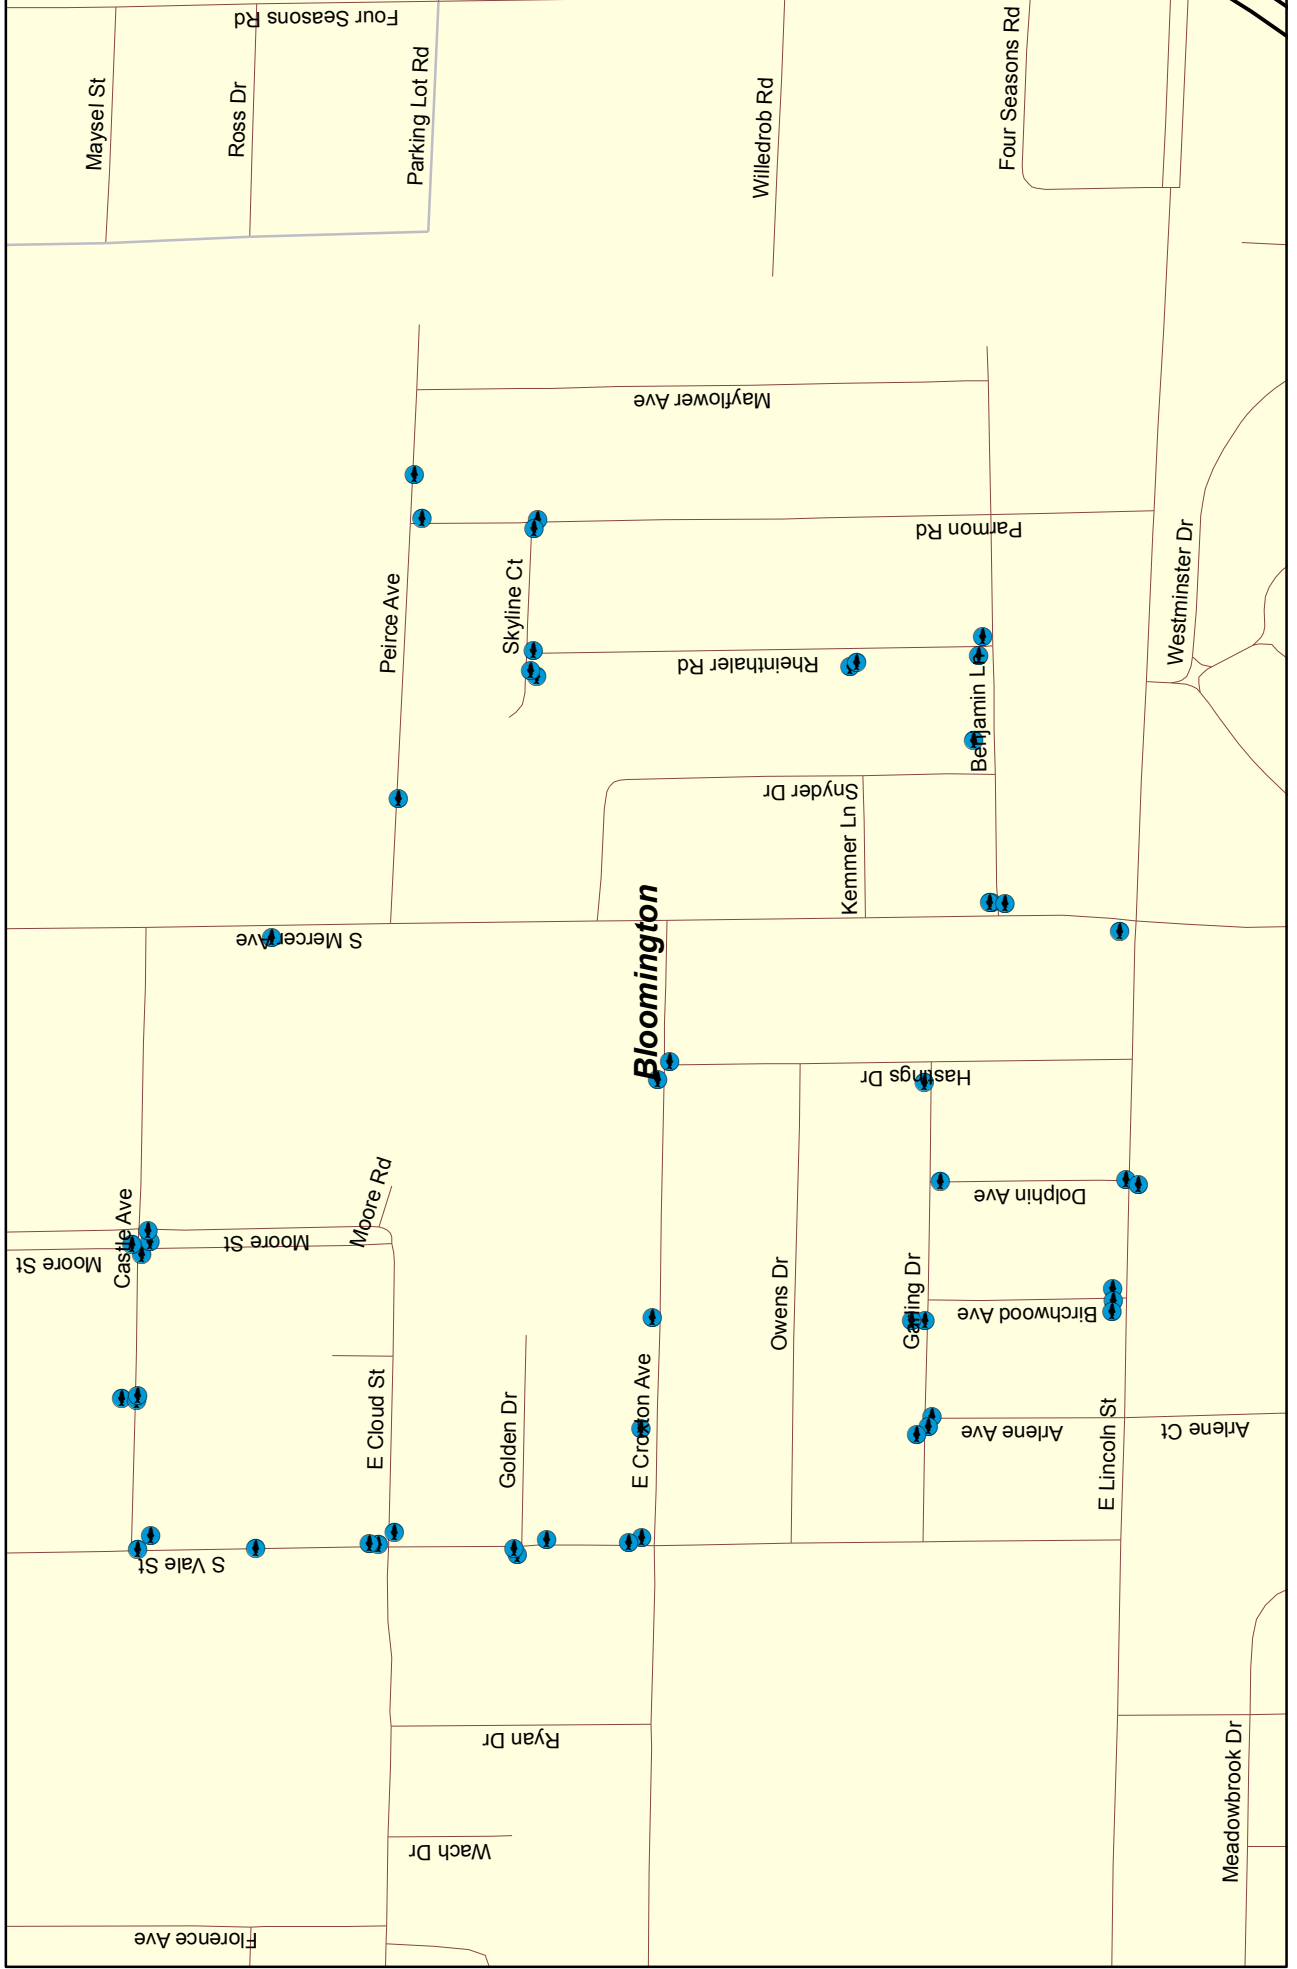 Four Seasons Rd
Maysel St
Ross Dr
Parking Lot Rd
Willedrob Rd
Four Seasons Rd
Mayflower Ave
Parmon Rd
Peirce Ave
Skyline Ct
Westminster Dr
Rheinthaler Rd
Benjamin Ln
Snyder Dr
Kemmer Ln
S Mercer Ave
Bloomington
Hastings Dr
Castle Ave
Moore Rd
Dolphin Ave
Moore St
Moore St
Owens Dr
Birchwood Ave
E Cloud St
Golden Dr
E Croxton Ave
Arlene Ave
E Lincoln St
Arlene Ct
S Vale St
Ryan Dr
Meadowbrook Dr
Wach Dr
Florence Ave